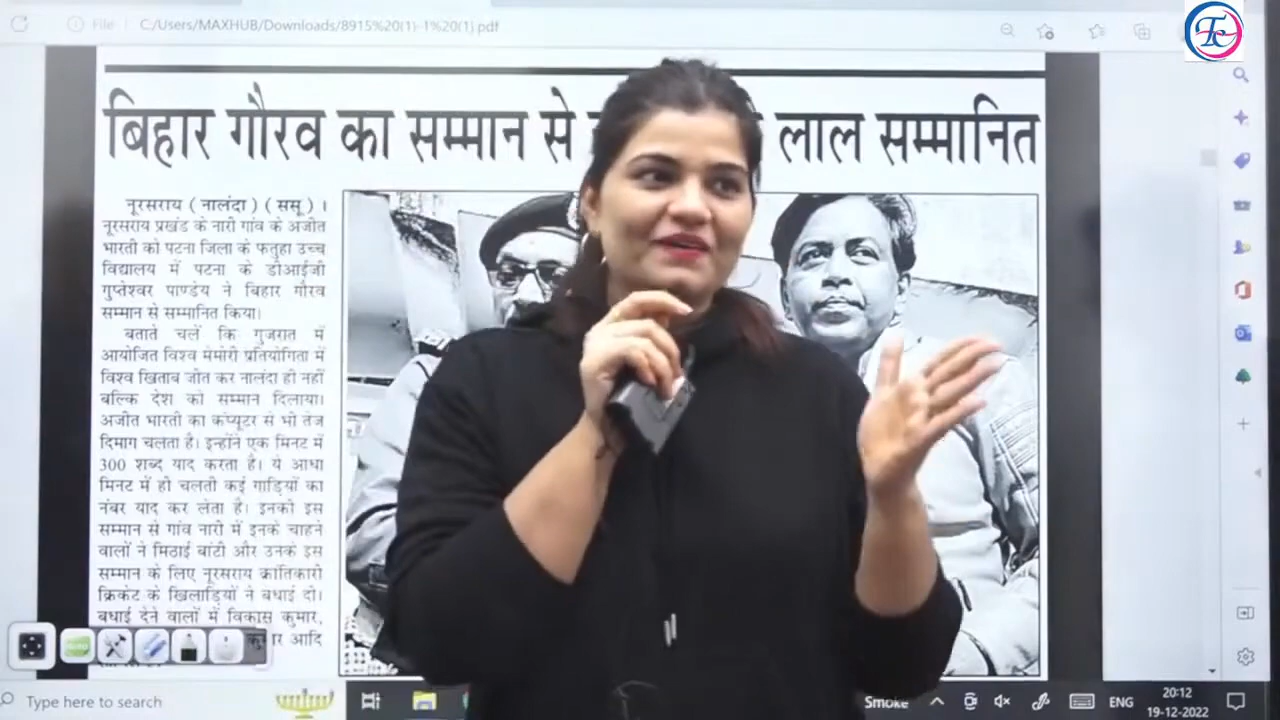 File
C:/Users/MAXHUB/Downloads/8915%20(1)-1%20(1).pdf
बिहार गौरव का सम्मान से लाल सम्मानित
नूरसराय (नालंदा) (ससू)।
नूरसराय प्रखंड के नारी गांव के अजीत
भारती को पटना जिला के फतुहा उच्च
विद्यालय में पटना के डीआईजी
गुप्तेश्वर पाण्डेय ने बिहार गौरव
सम्मान से सम्मानित किया।
बताते चलें कि गुजरात में
आयोजित विश्व मेमोरी प्रतियोगिता में
विश्व खिताब जीत कर नालंदा ही नहीं
बल्कि देश को सम्मान दिलाया।
अजीत भारती का कंप्यूटर से भी तेज
दिमाग चलता है। इन्होंने एक मिनट में
300 शब्द याद करता है। ये आधा
मिनट में ही चलती कई गाड़ियों का
नंबर याद कर लेता है। इनको इस
सम्मान से गांव नारी में इनके चाहने
वालों ने मिठाई बांटी और उनके इस
सम्मान के लिए नूरसराय क्रांतिकारी
क्रिकेट के खिलाड़ियों ने बधाई दी।
बधाई देने वालों में विकास कुमार,
आदि
Type here to search
Smoke
ENG
20:12
19-12-2022